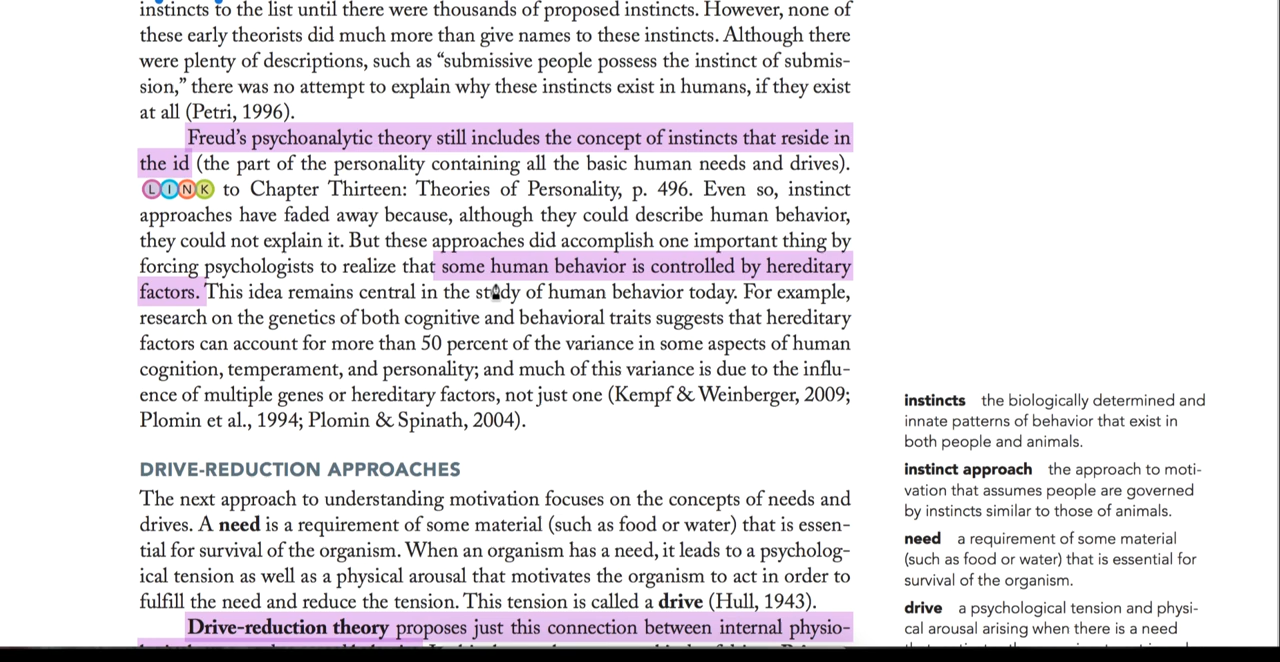 instincts to the list until there were thousands of proposed instincts. However, none of
these early theorists did much more than give names to these instincts. Although there
were plenty of descriptions, such as “submissive people possess the instinct of submis-
sion,” there was no attempt to explain why these instincts exist in humans, if they exist
at all (Petri, 1996).
Freud’s psychoanalytic theory still includes the concept of instincts that reside in
the id (the part of the personality containing all the basic human needs and drives).
LINK to Chapter Thirteen: Theories of Personality, p. 496. Even so, instinct
approaches have faded away because, although they could describe human behavior,
they could not explain it. But these approaches did accomplish one important thing by
forcing psychologists to realize that some human behavior is controlled by hereditary
factors. This idea remains central in the study of human behavior today. For example,
research on the genetics of both cognitive and behavioral traits suggests that hereditary
factors can account for more than 50 percent of the variance in some aspects of human
cognition, temperament, and personality; and much of this variance is due to the influ-
ence of multiple genes or hereditary factors, not just one (Kempf & Weinberger, 2009;
Plomin et al., 1994; Plomin & Spinath, 2004).
DRIVE-REDUCTION APPROACHES
The next approach to understanding motivation focuses on the concepts of needs and
drives. A need is a requirement of some material (such as food or water) that is essen-
tial for survival of the organism. When an organism has a need, it leads to a psycholog-
ical tension as well as a physical arousal that motivates the organism to act in order to
fulfill the need and reduce the tension. This tension is called a drive (Hull, 1943).
Drive-reduction theory proposes just this connection between internal physio-
instincts the biologically determined and
innate patterns of behavior that exist in
both people and animals.
instinct approach the approach to moti-
vation that assumes people are governed
by instincts similar to those of animals.
need a requirement of some material
(such as food or water) that is essential for
survival of the organism.
drive a psychological tension and physi-
cal arousal arising when there is a need